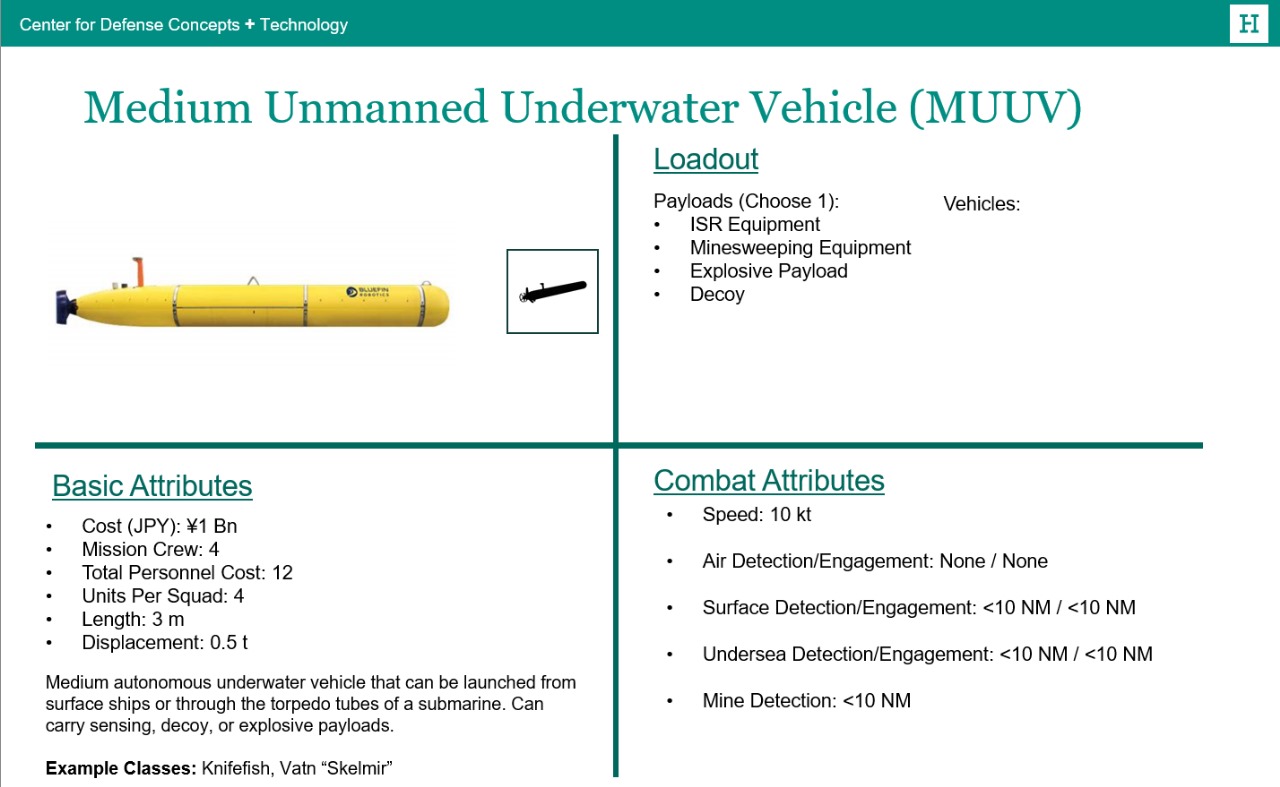 Center for Defense Concepts + Technology
H
Medium Unmanned Underwater Vehicle (MUUV)
BLUEFIN
ROBOTICS
Loadout
Payloads (Choose 1):
• ISR Equipment
• Minesweeping Equipment
• Explosive Payload
• Decoy
Vehicles:
Basic Attributes
• Cost (JPY): ¥1 Bn
• Mission Crew: 4
• Total Personnel Cost: 12
• Units Per Squad: 4
• Length: 3 m
• Displacement: 0.5 t
Medium autonomous underwater vehicle that can be launched from
surface ships or through the torpedo tubes of a submarine. Can
carry sensing, decoy, or explosive payloads.
Example Classes: Knifefish, Vatn “Skelmir”
Combat Attributes
• Speed: 10 kt
• Air Detection/Engagement: None / None
• Surface Detection/Engagement: <10 NM / <10 NM
• Undersea Detection/Engagement: <10 NM / <10 NM
• Mine Detection: <10 NM